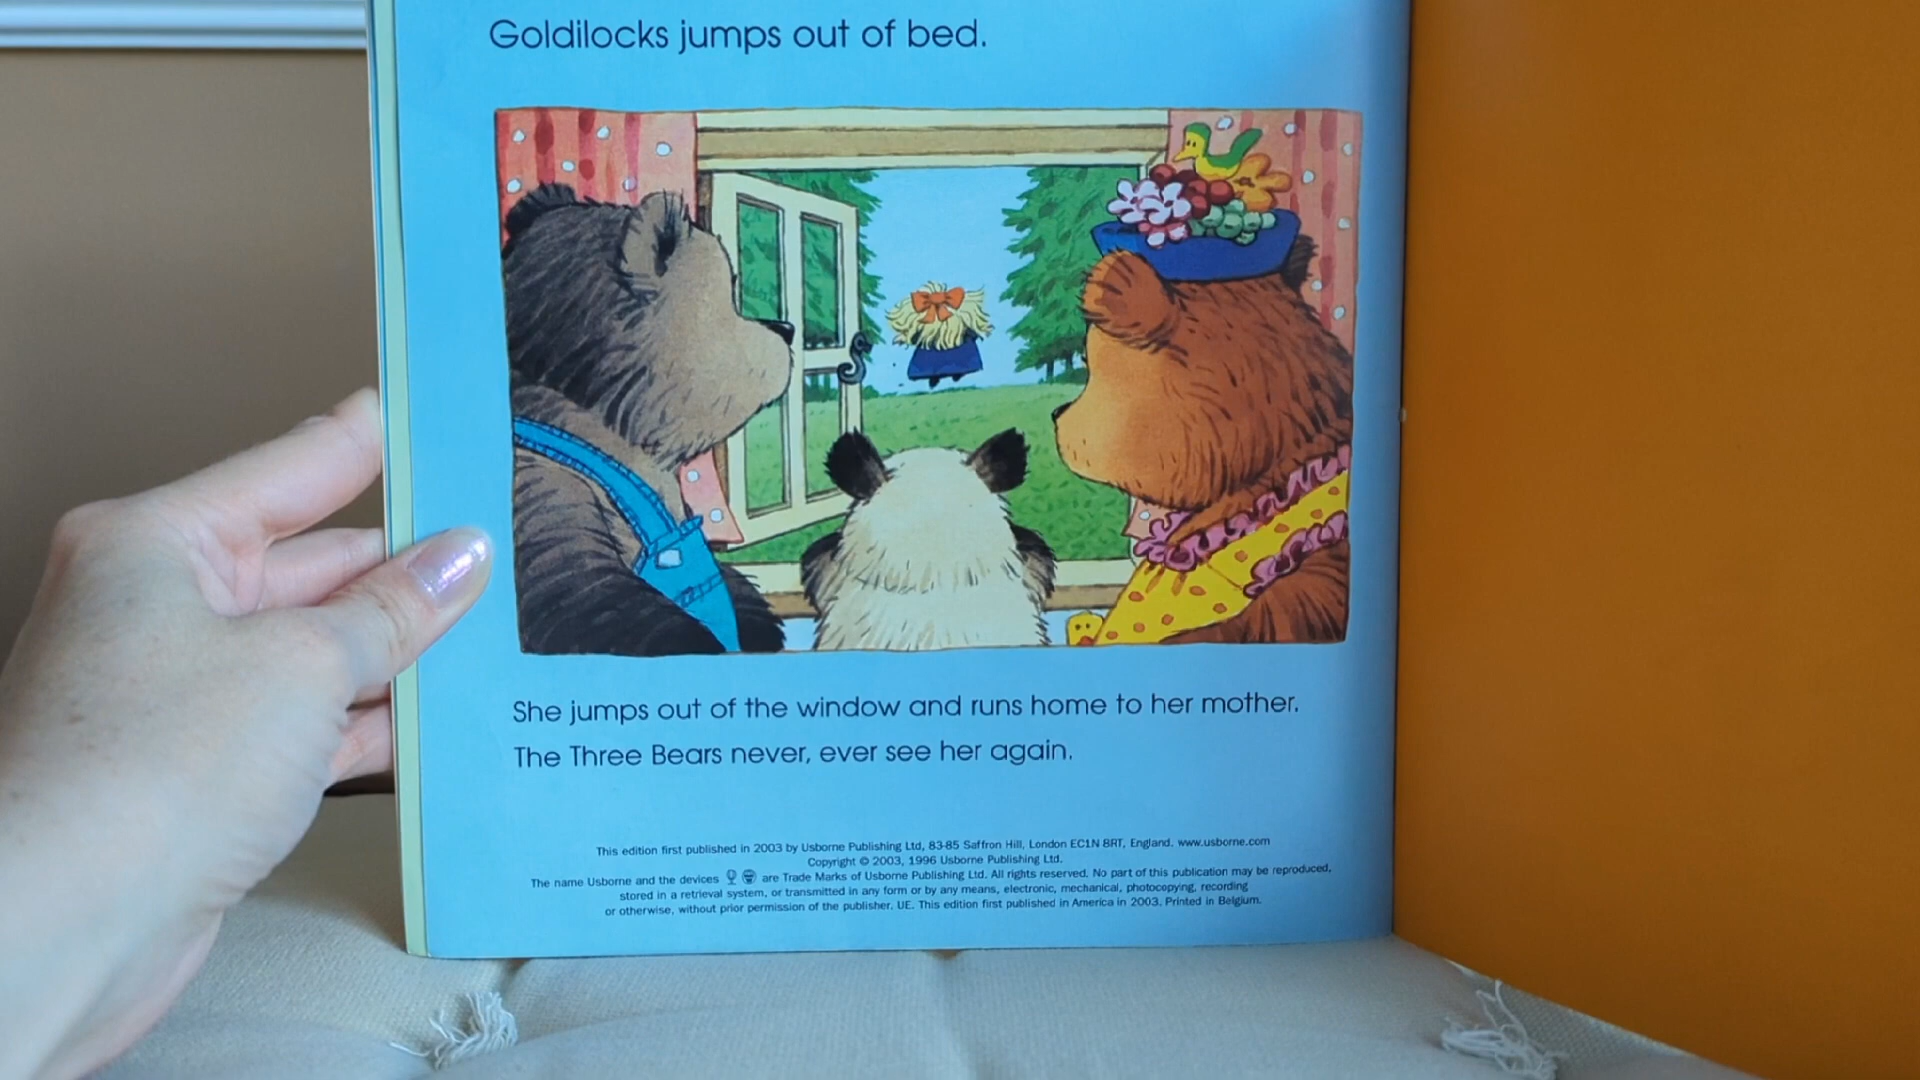 Goldilocks jumps out of bed.
She jumps out of the window and runs home to her mother.
The Three Bears never, ever see her again.
This edition first published in 2003 by Usborne Publishing Ltd, 83-85 Saffron Hill, London EC1N 8RT, England. www.usborne.com
Copyright © 2003, 1996 Usborne Publishing Ltd.
The name Usborne and the devices are Trade Marks of Usborne Publishing Ltd. All rights reserved. No part of this publication may be reproduced,
stored in a retrieval system, or transmitted in any form or by any means, electronic, mechanical, photocopying, recording
or otherwise, without prior permission of the publisher. UE. This edition first published in America in 2003. Printed in Belgium.